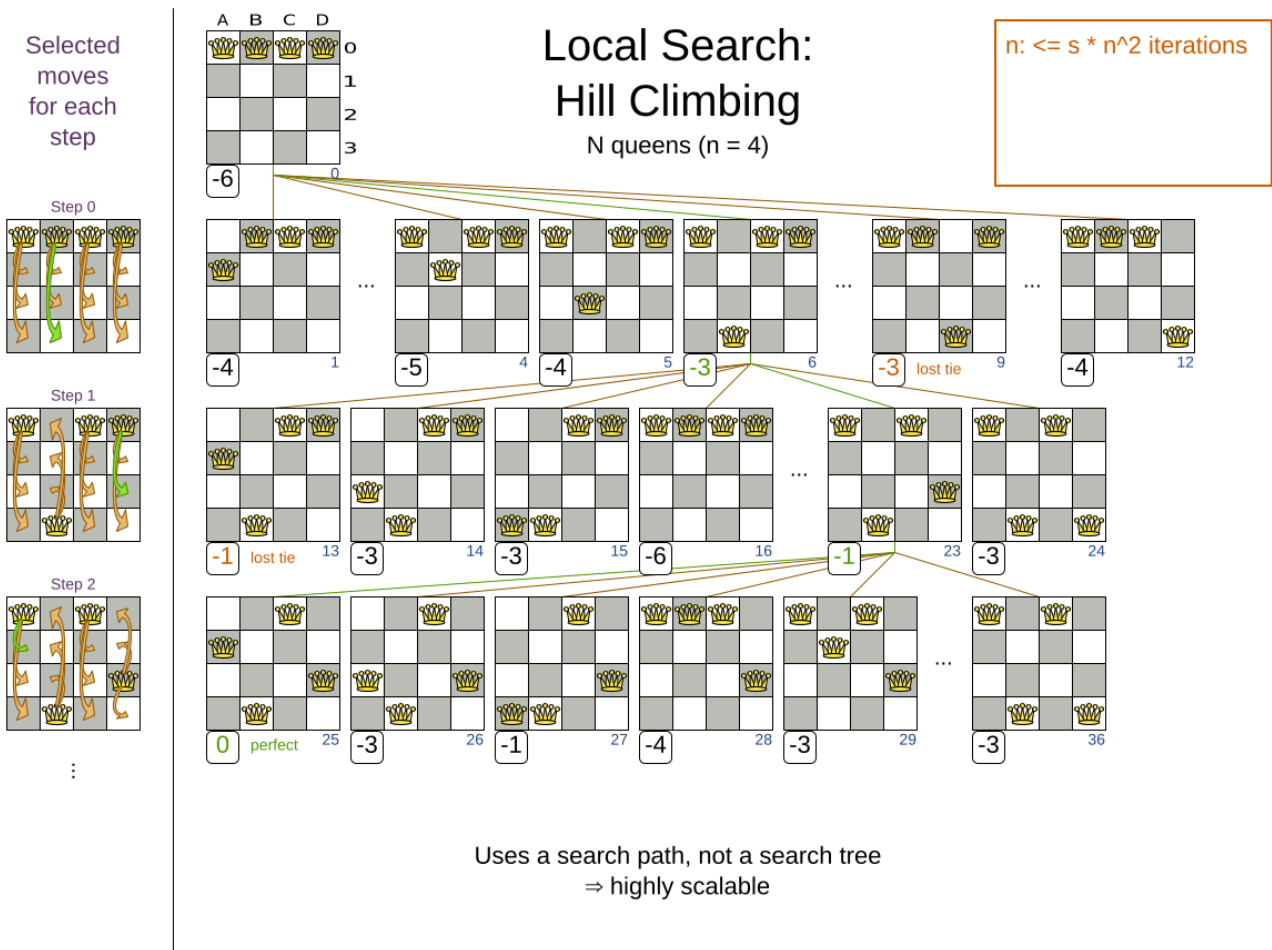 Selected
moves
for each
step
A B C D
0
1
2
3
Local Search:
Hill Climbing
N queens (n = 4)
n: <= s * n^2 iterations
-6
0
Step 0
...
...
...
-4
1
-5
4
-4
5
-3
6
-3
lost tie
9
-4
12
Step 1
...
-1
lost tie
13
-3
14
-3
15
-6
16
-1
23
-3
24
Step 2
...
0
perfect
25
-3
26
-1
27
-4
28
-3
29
-3
36
...
Uses a search path, not a search tree
⇒ highly scalable